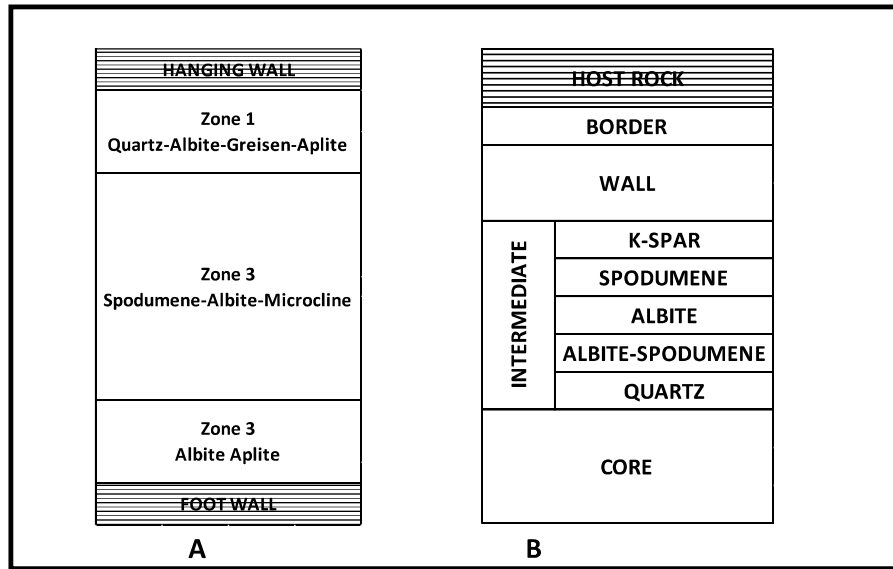 HANGING WALL
Zone 1
Quartz-Albite-Greisen-Aplite
Zone 3
Spodumene-Albite-Microcline
Zone 3
Albite Aplite
FOOT WALL
A
HOST ROCK
BORDER
WALL
INTERMEDIATE
K-SPAR
SPODUMENE
ALBITE
ALBITE-SPODUMENE
QUARTZ
CORE
B